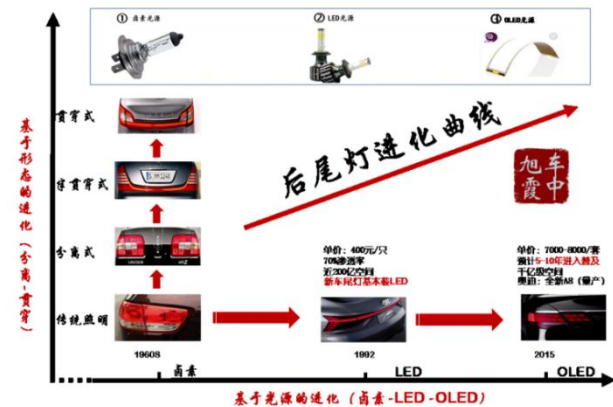 ① 卤素光源
② LED光源
③ OLED光源
基于形态的进化（分离-贯穿）
贯穿式
半贯穿式
分离式
传统照明
后尾灯进化曲线
车中旭霞
单价：400元/只
70%渗透率
近200亿空间
新车尾灯基本装LED
单价：7000-8000/套
预计5-10年进入普及
千亿级空间
奥迪：全新A8（量产）
1960S
1992
2015
卤素
LED
OLED
基于光源的进化（卤素-LED-OLED）